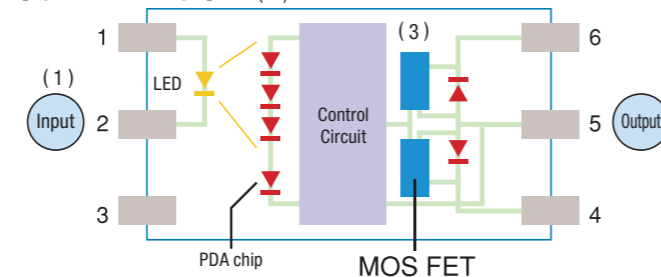 1
6
(1)
(3)
LED
Input
2
Control
Circuit
5
Output
3
4
PDA chip
MOS FET